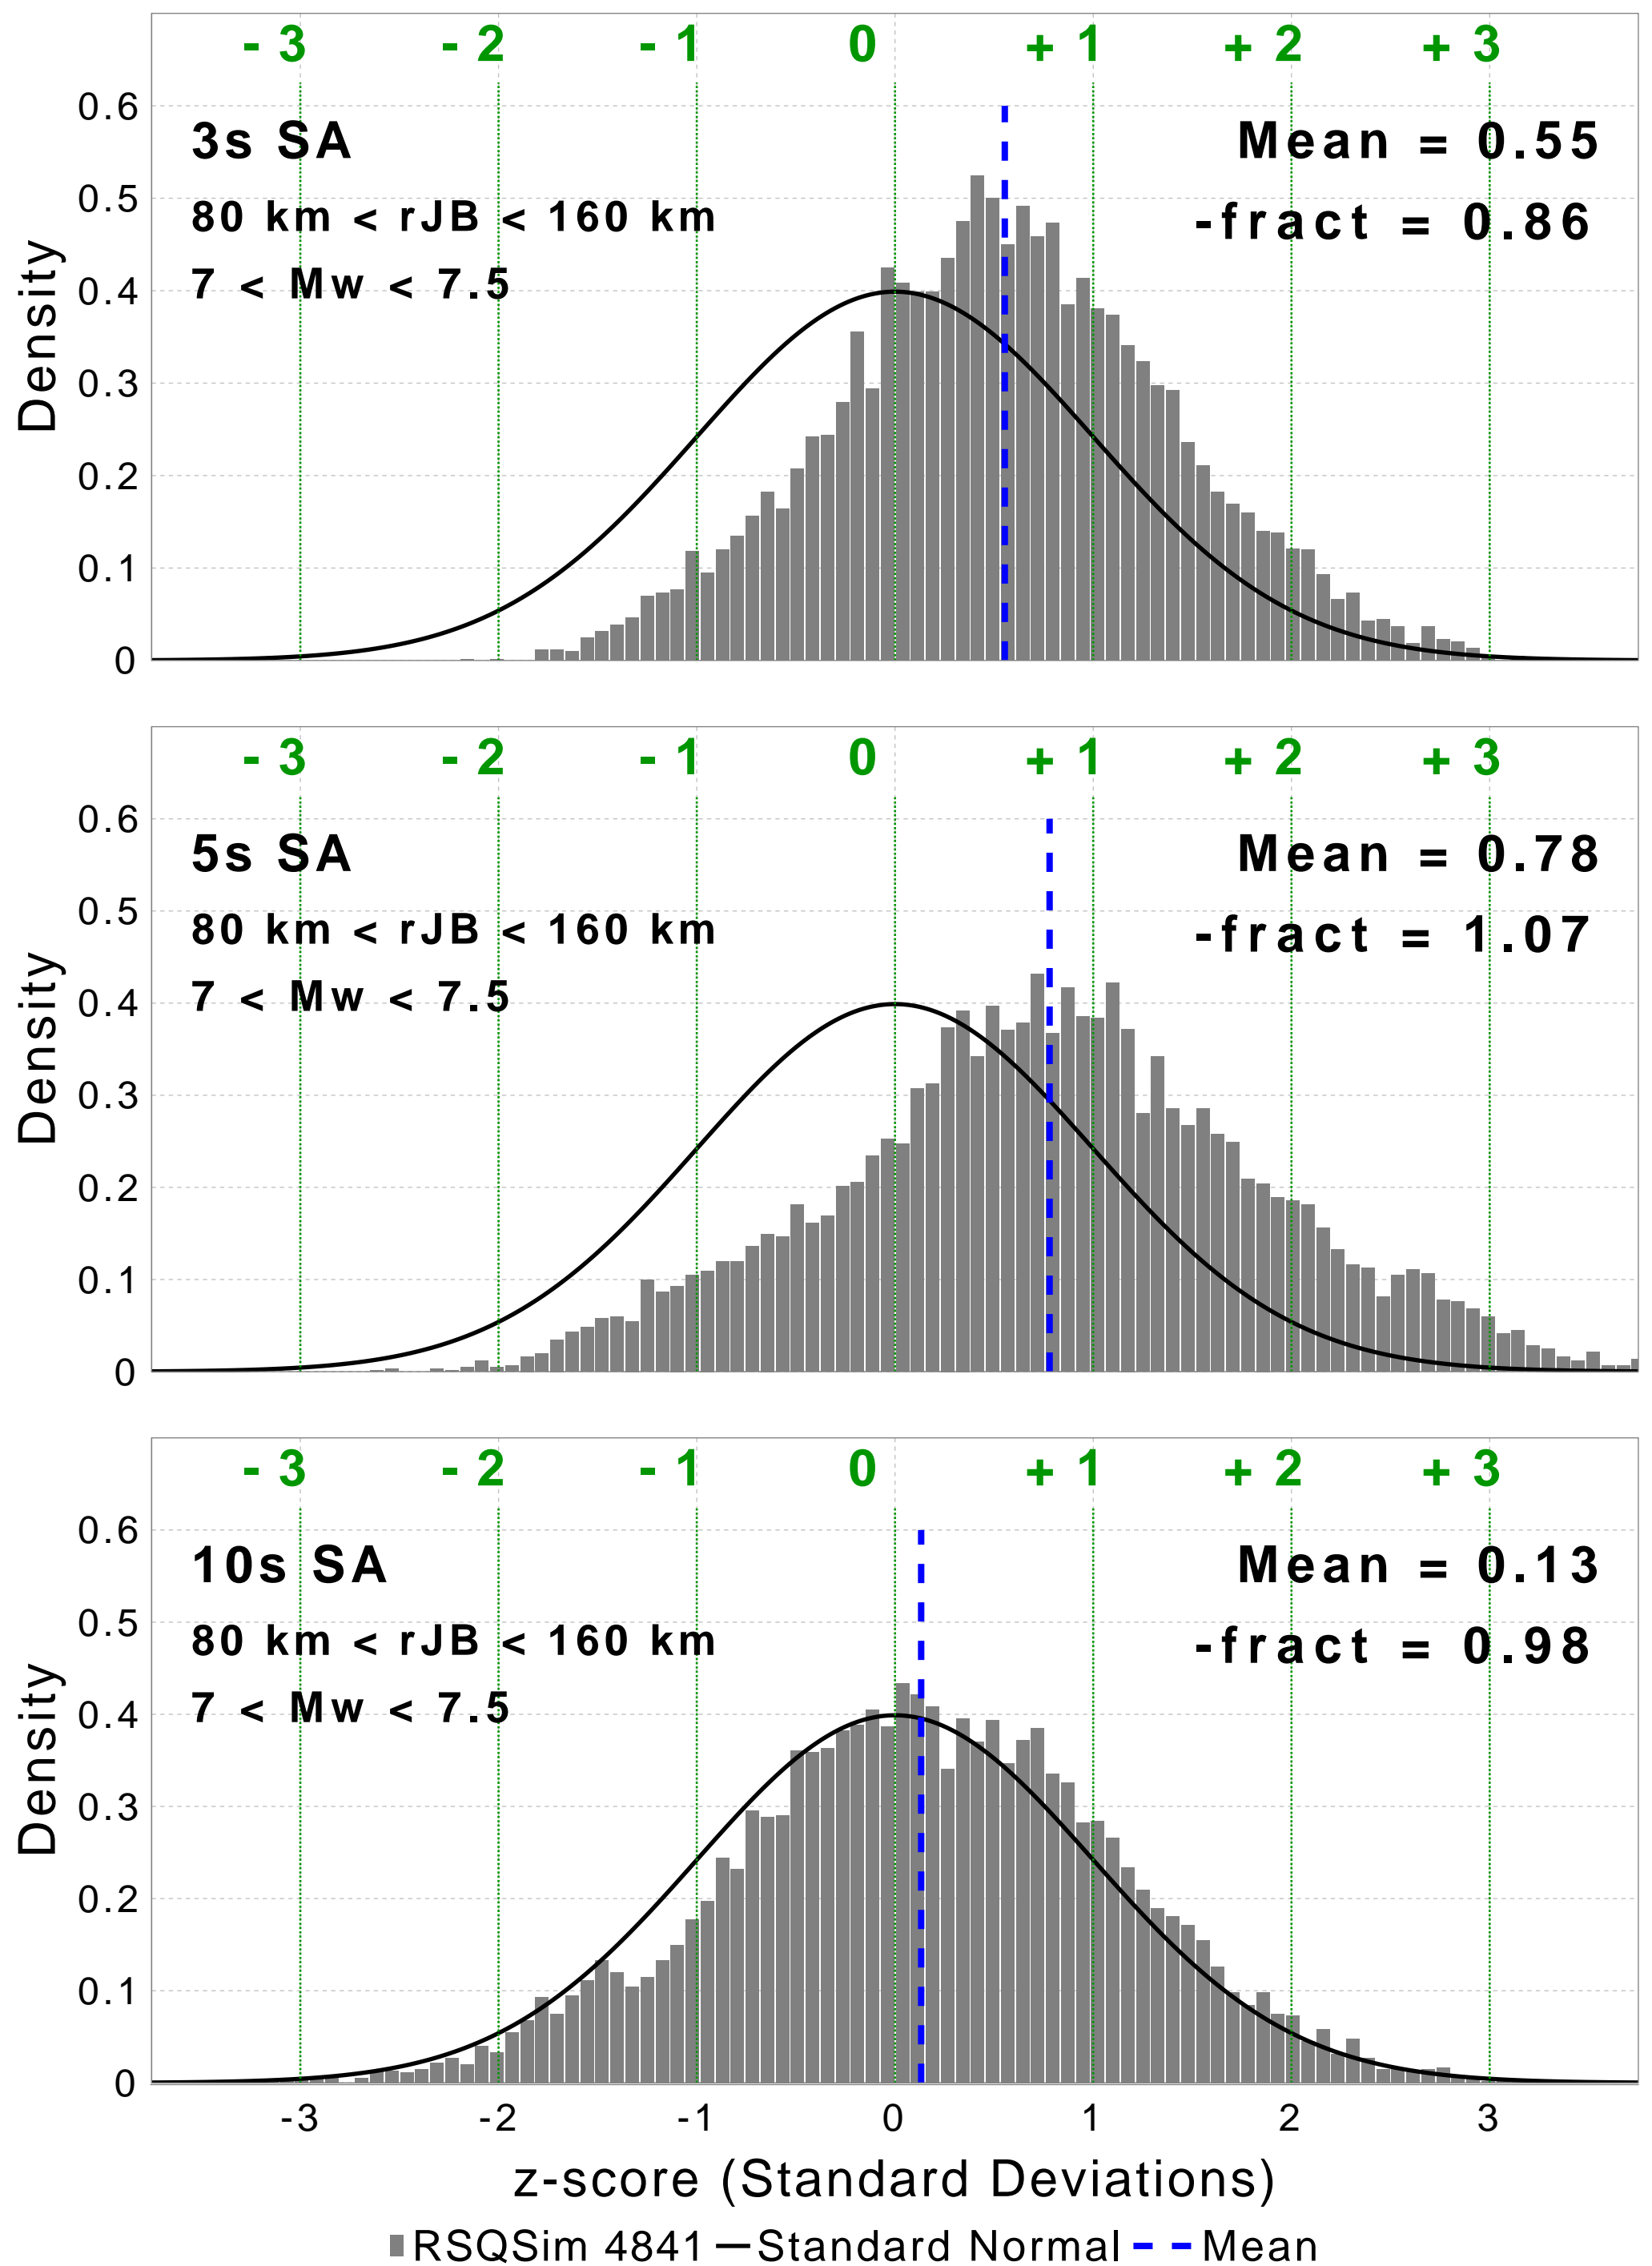 - 3 - 2 - 1 0 + 1 + 2 + 3
0.6
3s SA Mean = 0.55
0.5
80 km < rJB < 160 km -fract = 0.86
7 < Mw < 7.5
0.4
Density
0.3
0.2
0.1
0
- 3 - 2 - 1 0 + 1 + 2 + 3
0.6
5s SA Mean = 0.78
0.5
80 km < rJB < 160 km -fract = 1.07
7 < Mw < 7.5
0.4
Density
0.3
0.2
0.1
0
- 3 - 2 - 1 0 + 1 + 2 + 3
0.6
10s SA Mean = 0.13
0.5
80 km < rJB < 160 km -fract = 0.98
7 < Mw < 7.5
0.4
Density
0.3
0.2
0.1
0
-3 -2 -1 0 1 2 3
z-score (Standard Deviations)
RSQSim 4841 Standard Normal Mean